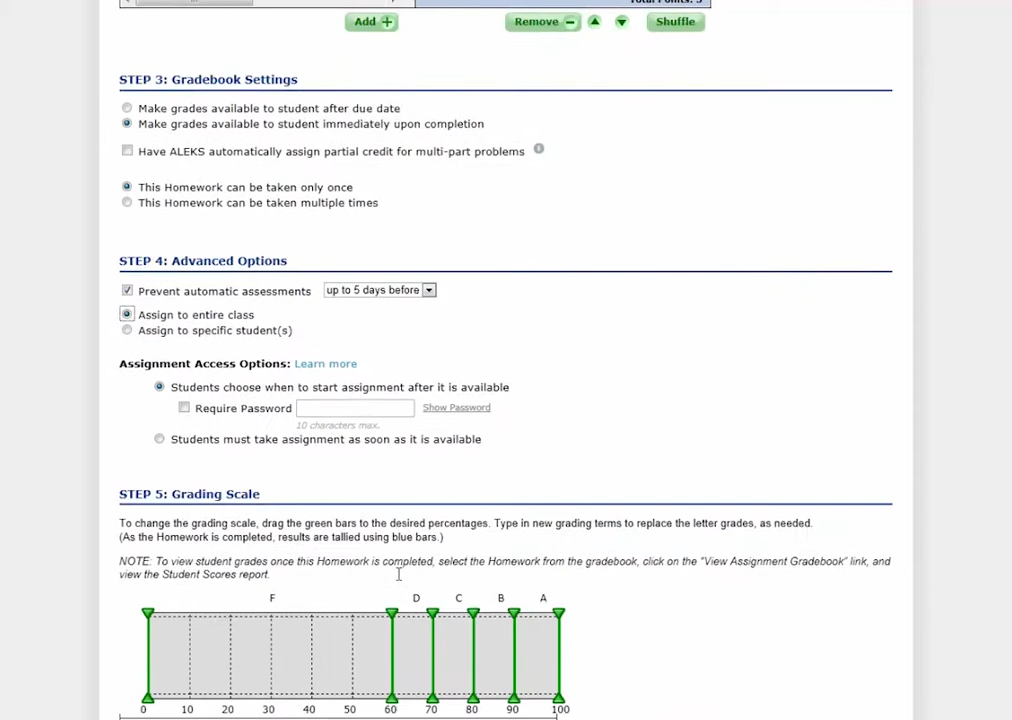 Total Points: 5
Add
Remove
Shuffle
STEP 3: Gradebook Settings
Make grades available to student after due date
Make grades available to student immediately upon completion
Have ALEKS automatically assign partial credit for multi-part problems
This Homework can be taken only once
This Homework can be taken multiple times
STEP 4: Advanced Options
Prevent automatic assessments up to 5 days before
Assign to entire class
Assign to specific student(s)
Assignment Access Options: Learn more
Students choose when to start assignment after it is available
Require Password Show Password
10 characters max.
Students must take assignment as soon as it is available
STEP 5: Grading Scale
To change the grading scale, drag the green bars to the desired percentages. Type in new grading terms to replace the letter grades, as needed.
(As the Homework is completed, results are tallied using blue bars.)
NOTE: To view student grades once this Homework is completed, select the Homework from the gradebook, click on the "View Assignment Gradebook" link, and
view the Student Scores report.
F D C B A
0 10 20 30 40 50 60 70 80 90 100